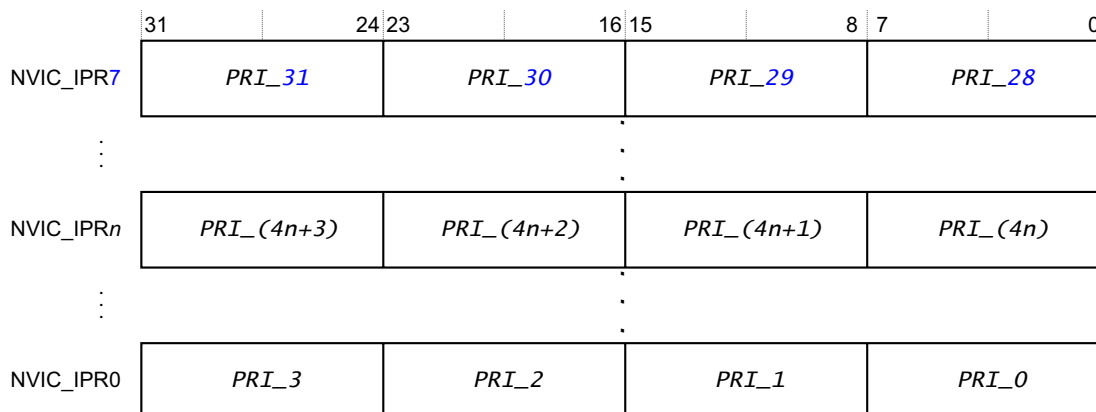 31 24 23 16 15 8 7 0
NVIC_IPR7 PRI_31 PRI_30 PRI_29 PRI_28
NVIC_IPRn PRI_(4n+3) PRI_(4n+2) PRI_(4n+1) PRI_(4n)
NVIC_IPR0 PRI_3 PRI_2 PRI_1 PRI_0